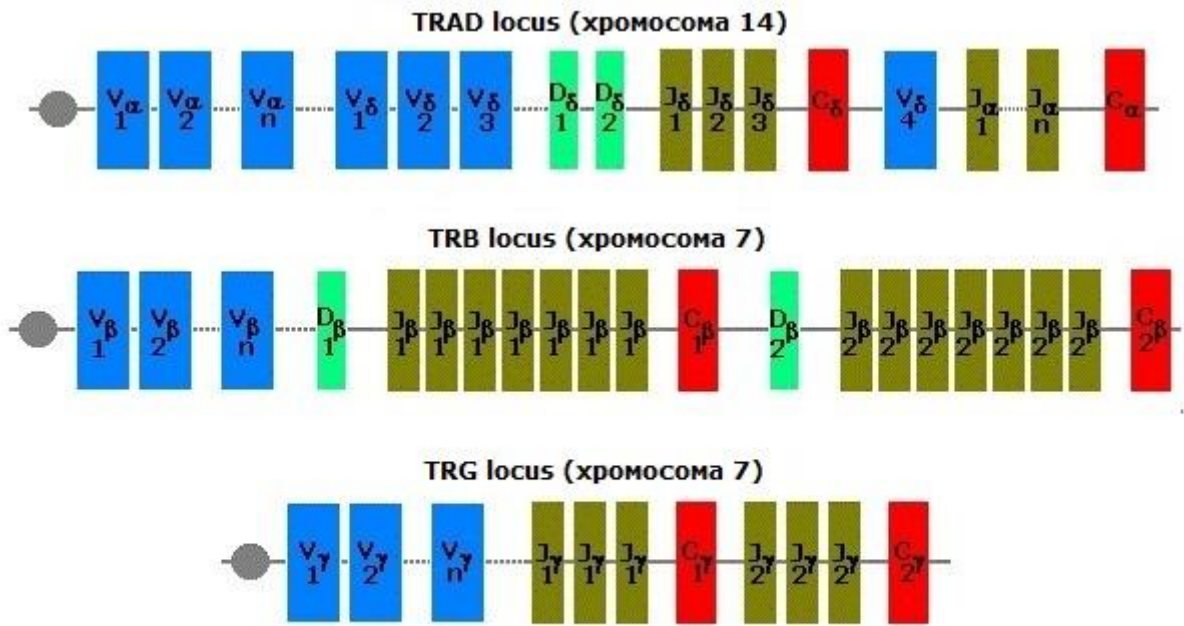 TRAD locus (хромосома 14)
Vα 1 Vα 2 Vα n Vδ 1 Vδ 2 Vδ 3 Dδ 1 Dδ 2 Jδ 1 Jδ 2 Jδ 3 Cδ Vδ 4 Jα 1 Jα n Cα
TRB locus (хромосома 7)
Vβ 1 Vβ 2 Vβ n Dβ 1 Jβ 1 Jβ 1 Jβ 1 Jβ 1 Jβ 1 Jβ 1 Jβ 1 Cβ 1 Dβ 2 Jβ 2 Jβ 2 Jβ 2 Jβ 2 Jβ 2 Jβ 2 Jβ 2 Cβ 2
TRG locus (хромосома 7)
Vγ 1 Vγ 2 Vγ n Jγ 1 Jγ 1 Jγ 1 Cγ 1 Jγ 2 Jγ 2 Jγ 2 Cγ 2